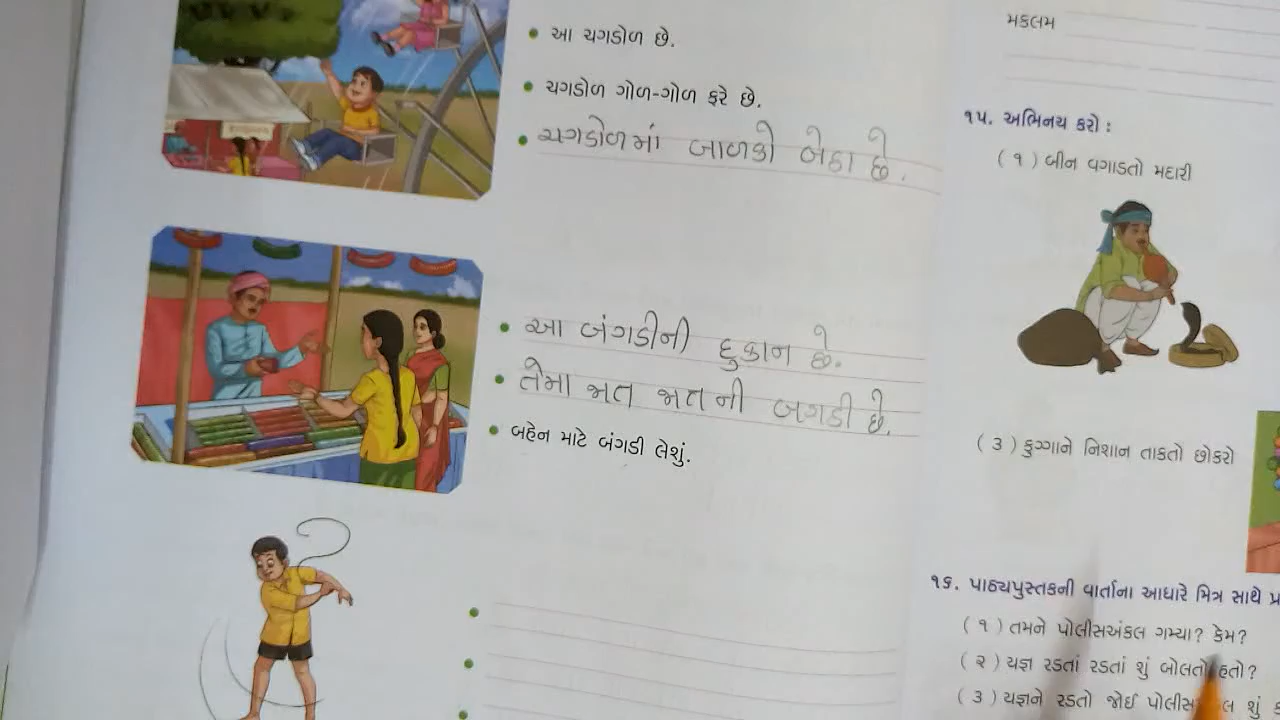 આ ચગડોળ છે.
ચગડોળ ગોળ-ગોળ ફરે છે.
ચગડોળમાં બાળકો બેઠા છે.
આ બંગડીની દુકાન છે.
તેમા જાત જાતની બગડી છે.
બહેન માટે બંગડી લેશું.
મકલમ
૧૫. અભિનય કરો :
( ૧ ) બીન વગાડતો મદારી
( ૩ ) ફુગ્ગાને નિશાન તાકતો છોકરો
૧૬. પાઠ્યપુસ્તકની વાર્તાના આધારે મિત્ર સાથે
( ૧ ) તમને પોલીસઅંકલ ગમ્યા? કેમ?
( ૨ ) યજ્ઞ રડતાં રડતાં શું બોલતો હતો?
( ૩ ) યજ્ઞને રડતો જોઈ શું